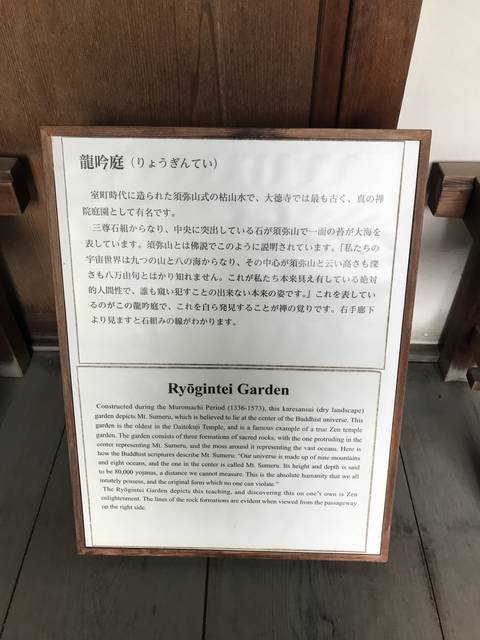 龍吟庭（りょうぎんてい）
室町時代に造られた須弥山式の枯山水で、大徳寺では最も古く、真の禅
院庭園として有名です。
三尊石組からなり、中央に突出している石が須弥山で一面の苔が大海を
表しています。須弥山とは佛説でこのように説明されています。「私たちの
宇宙世界は九つの山と八の海からなり、その中心が須弥山と云い高さも深
さも八万由旬とはかり知れません。これが私たち本来具え有している絶対
的人間性で、誰も窺い犯すことの出来ない本来の姿です。」これを表してい
るのがこの龍吟庭で、これを自ら発見することが禅の覚りです。右手廊下
より見ますと石組みの線がわかります。
Ryōgintei Garden
Constructed during the Muromachi Period (1336-1573), this karesansui (dry landscape)
garden depicts Mt. Sumeru, which is believed to lie at the center of the Buddhist universe. This
garden is the oldest in the Daitokuji Temple, and is a famous example of a true Zen temple
garden. The garden consists of three formations of sacred rocks, with the one protruding in the
center representing Mt. Sumeru, and the moss around it representing the vast oceans. Here is
how the Buddhist scriptures describe Mt. Sumeru: “Our universe is made up of nine mountains
and eight oceans, and the one in the center is called Mt. Sumeru. Its height and depth is said
to be 80,000 yojanas, a distance we cannot measure. This is the absolute humanity that we all
innately possess, and the original form which no one can violate.”
The Ryōgintei Garden depicts this teaching, and discovering this on one's own is Zen
enlightenment. The lines of the rock formations are evident when viewed from the passageway
on the right side.